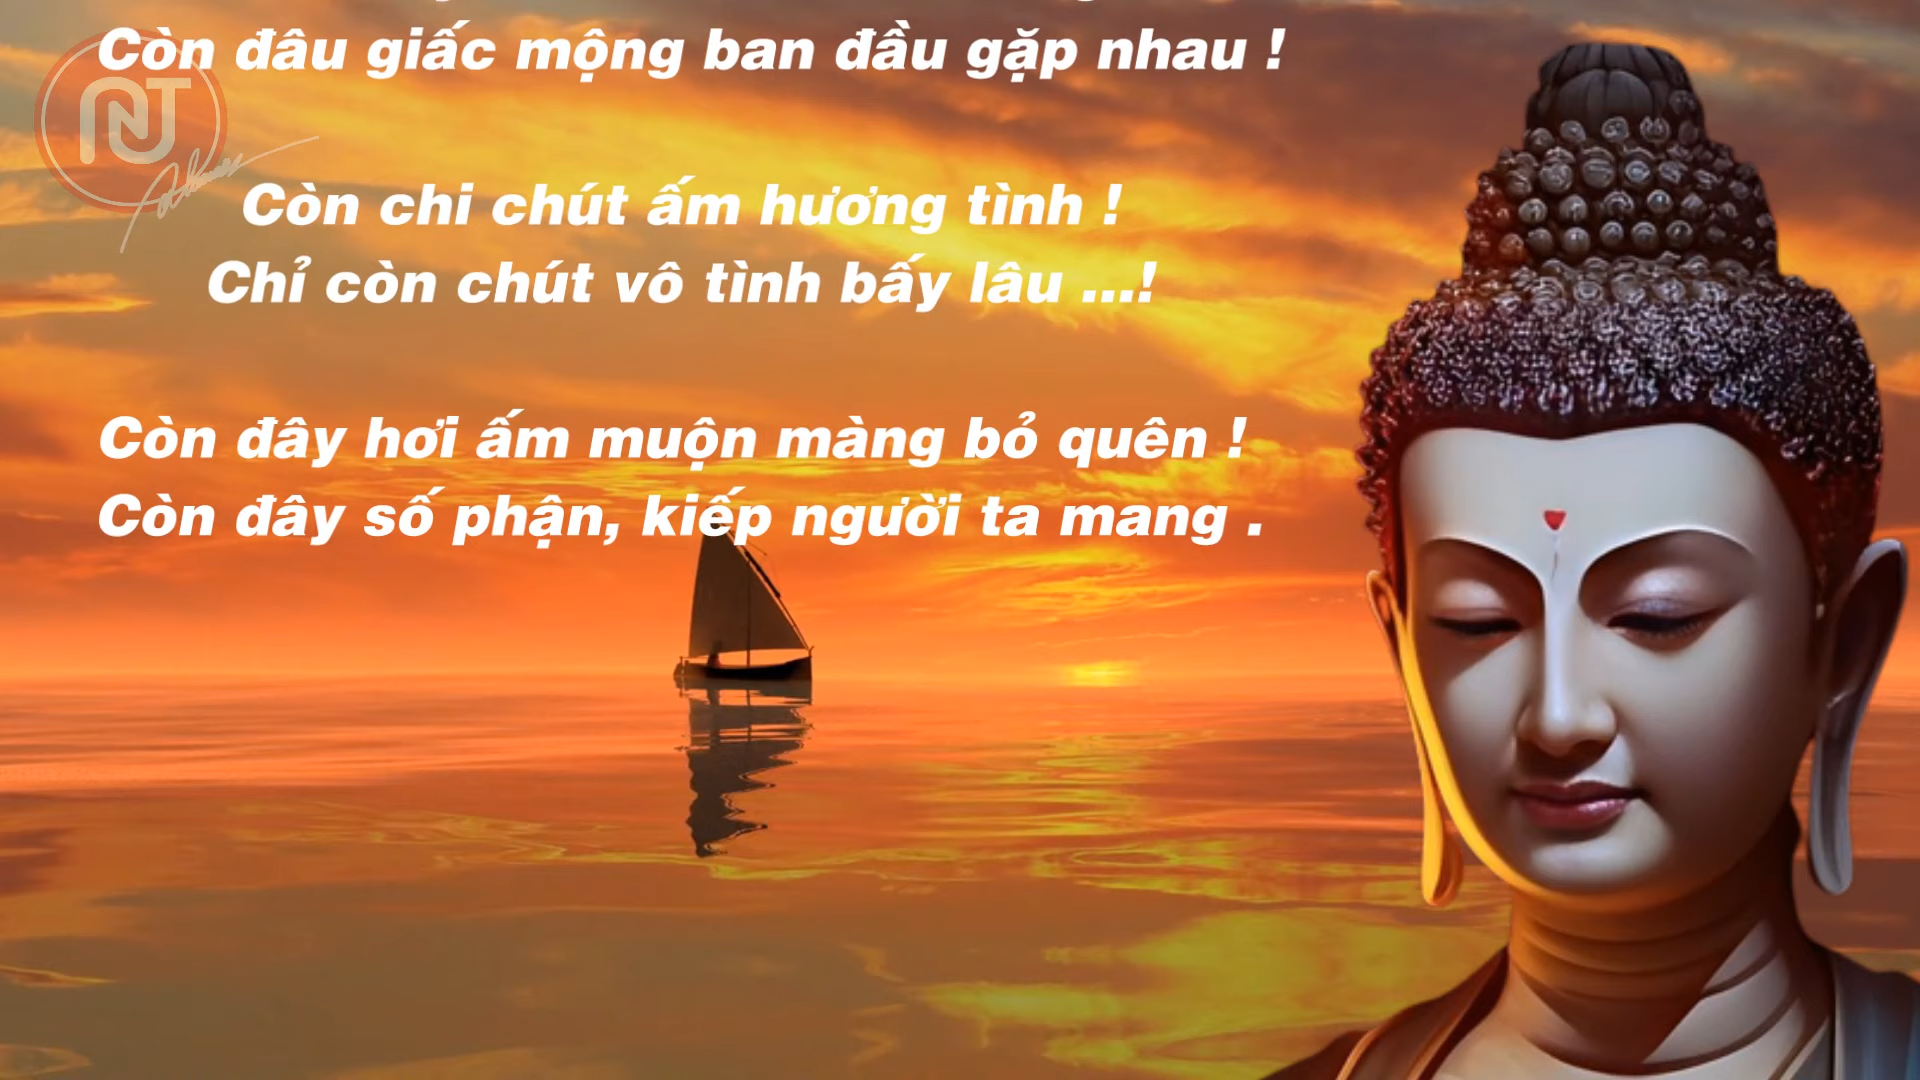 Còn đâu giấc mộng ban đầu gặp nhau !
Còn chi chút ấm hương tình !
Chỉ còn chút vô tình bấy lâu ...!
Còn đây hơi ấm muộn màng bỏ quên !
Còn đây số phận, kiếp người ta mang .